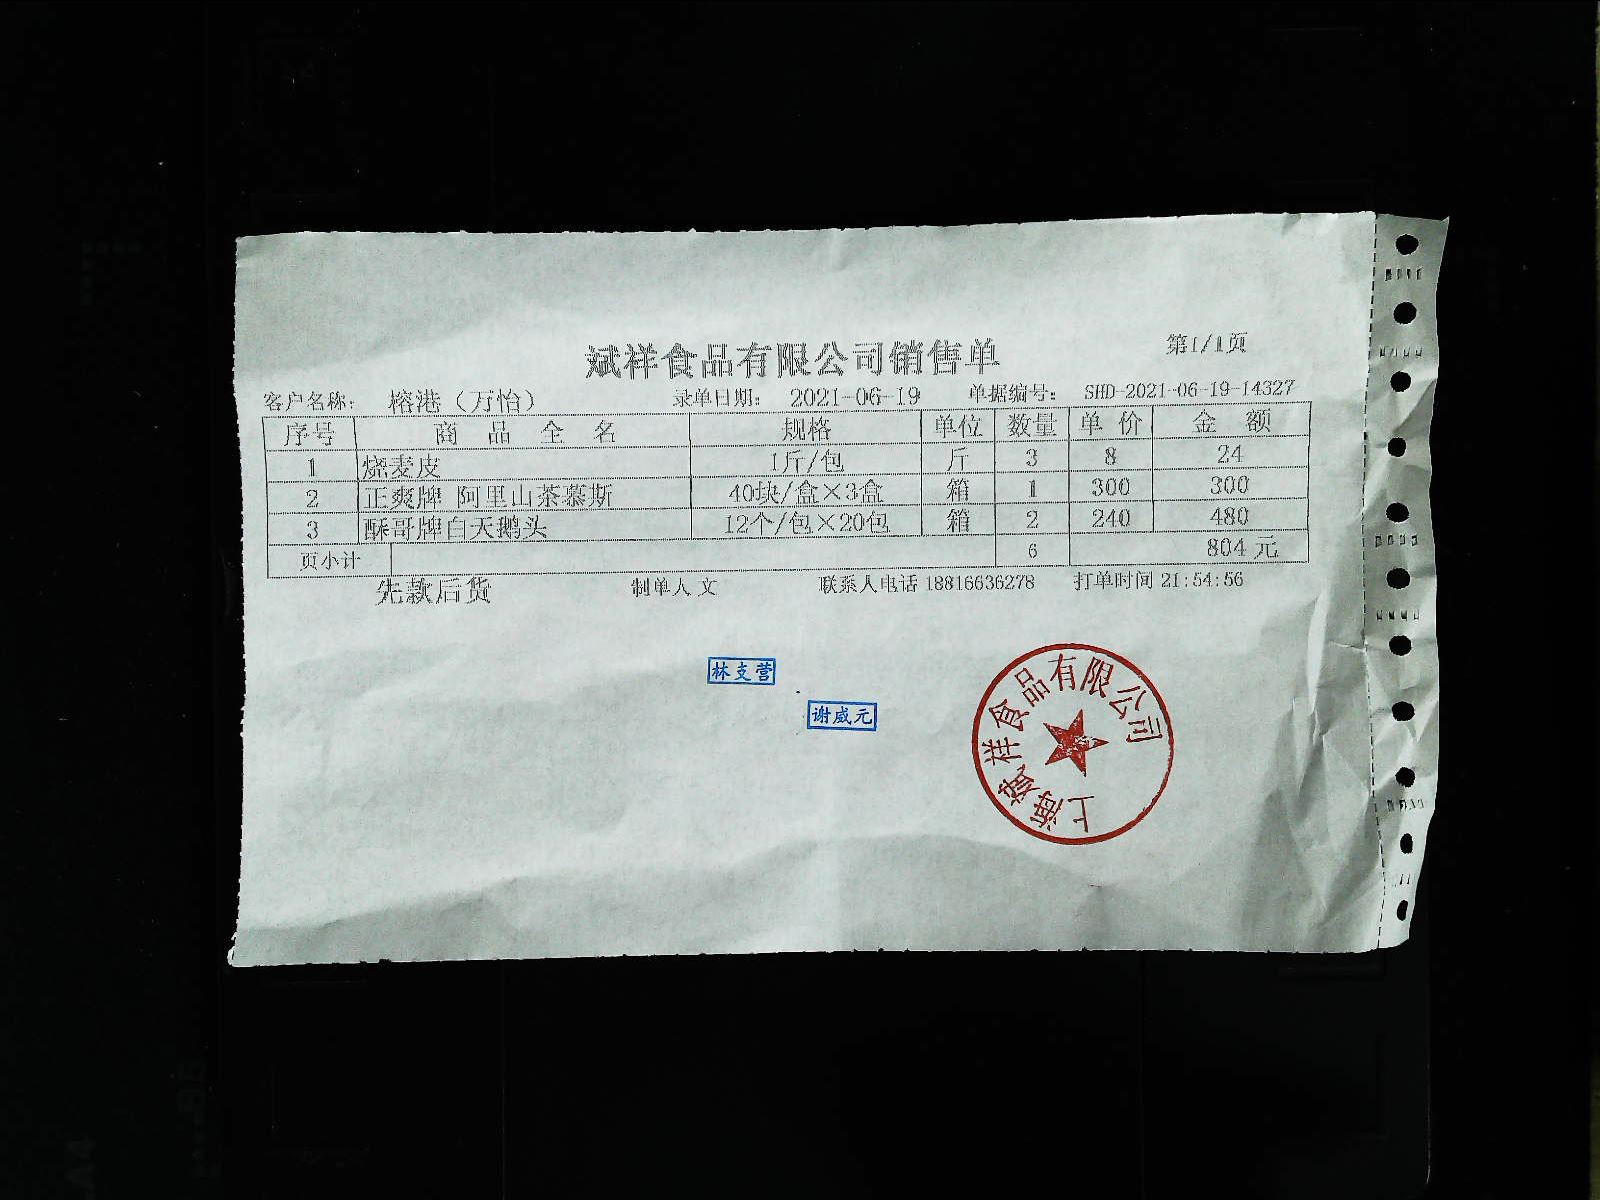 斌祥食品有限公司销售单
第1/1页
客户名称: 榕港（万怡） 录单日期: 2021-06-19 单据编号: SHD-2021-06-19-14327
序号 商品全名 规格 单位 数量 单价 金额
1 烧麦皮 1斤/包 斤 3 8 24
2 正爽牌 阿里山茶慕斯 40块/盒×3盒 箱 1 300 300
3 酥哥牌白天鹅头 12个/包×20包 箱 2 240 480
页小计 6 804元
先款后货 制单人 文 联系人电话 18816636278 打单时间 21:54:56
林支营
谢威元
上海斌祥食品有限公司